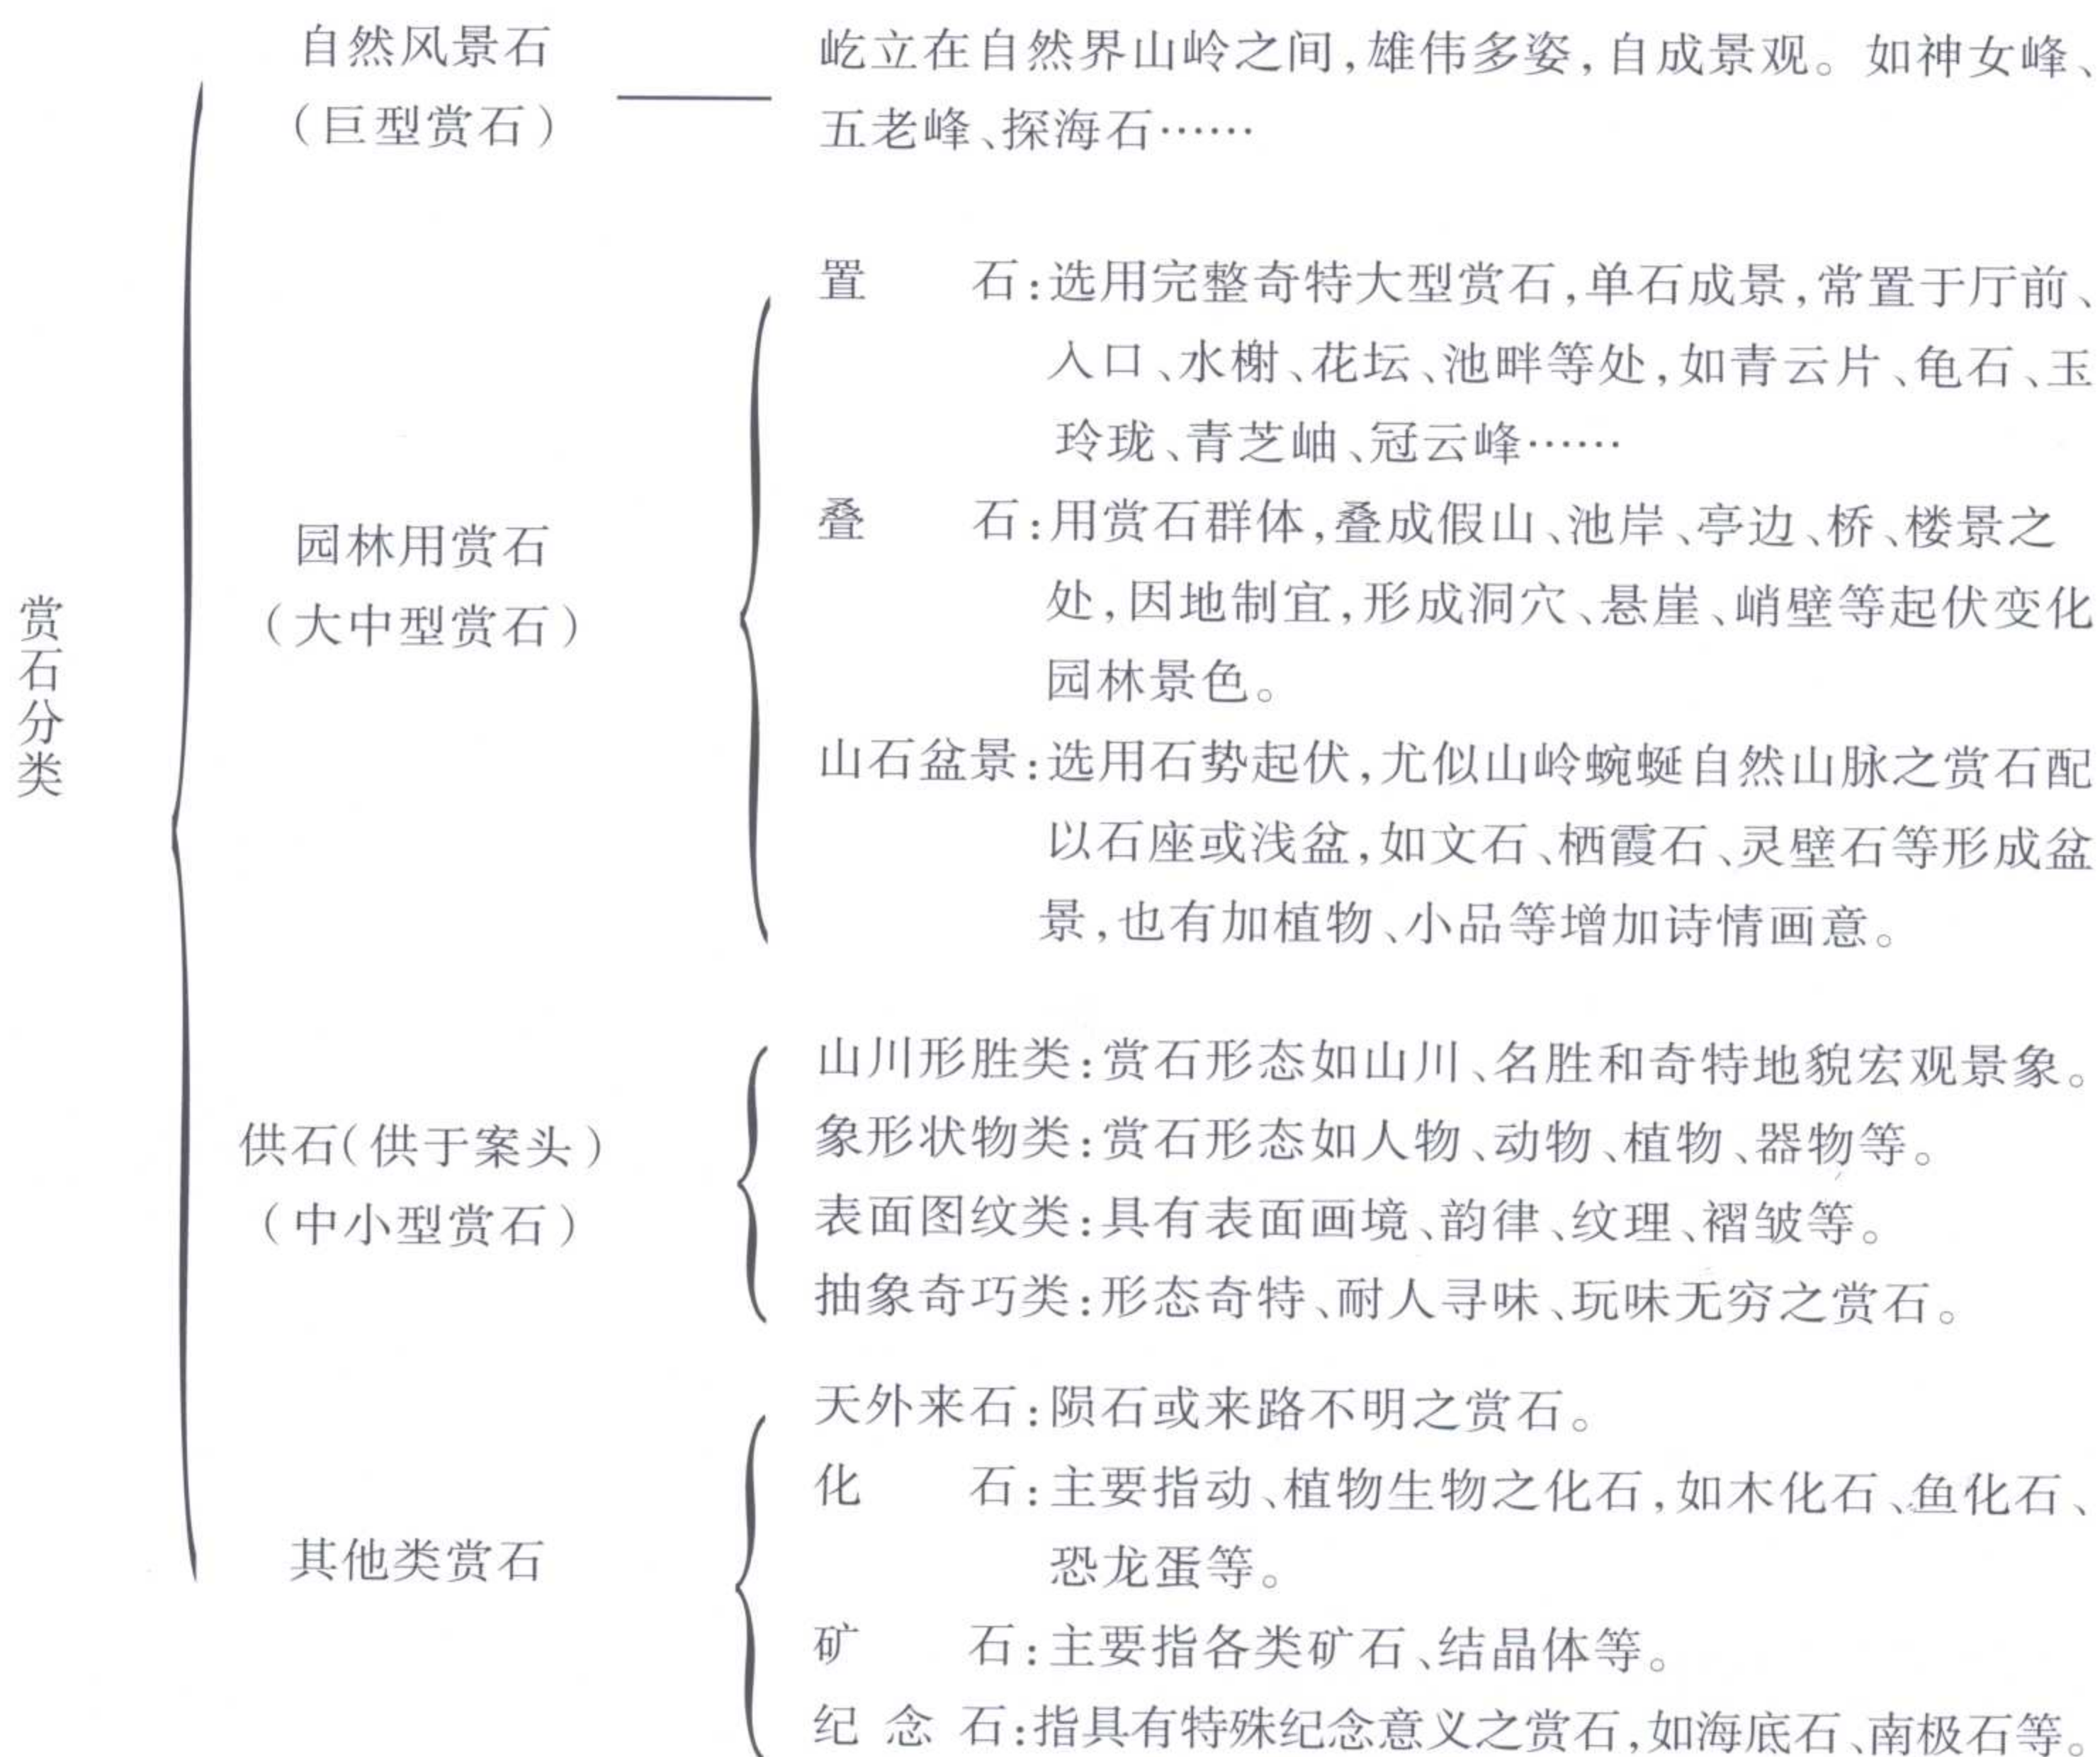 赏石分类
自然风景石
（巨型赏石）
屹立在自然界山岭之间,雄伟多姿,自成景观。如神女峰、
五老峰、探海石……
园林用赏石
（大中型赏石）
置　　石:选用完整奇特大型赏石,单石成景,常置于厅前、
入口、水榭、花坛、池畔等处,如青云片、龟石、玉
玲珑、青芝岫、冠云峰……
叠　　石:用赏石群体,叠成假山、池岸、亭边、桥、楼景之
处,因地制宜,形成洞穴、悬崖、峭壁等起伏变化
园林景色。
山石盆景:选用石势起伏,尤似山岭蜿蜒自然山脉之赏石配
以石座或浅盆,如文石、栖霞石、灵壁石等形成盆
景,也有加植物、小品等增加诗情画意。
供石(供于案头)
（中小型赏石）
山川形胜类:赏石形态如山川、名胜和奇特地貌宏观景象。
象形状物类:赏石形态如人物、动物、植物、器物等。
表面图纹类:具有表面画境、韵律、纹理、褶皱等。
抽象奇巧类:形态奇特、耐人寻味、玩味无穷之赏石。
其他类赏石
天外来石:陨石或来路不明之赏石。
化　　石:主要指动、植物生物之化石,如木化石、鱼化石、
恐龙蛋等。
矿　　石:主要指各类矿石、结晶体等。
纪 念 石:指具有特殊纪念意义之赏石,如海底石、南极石等。